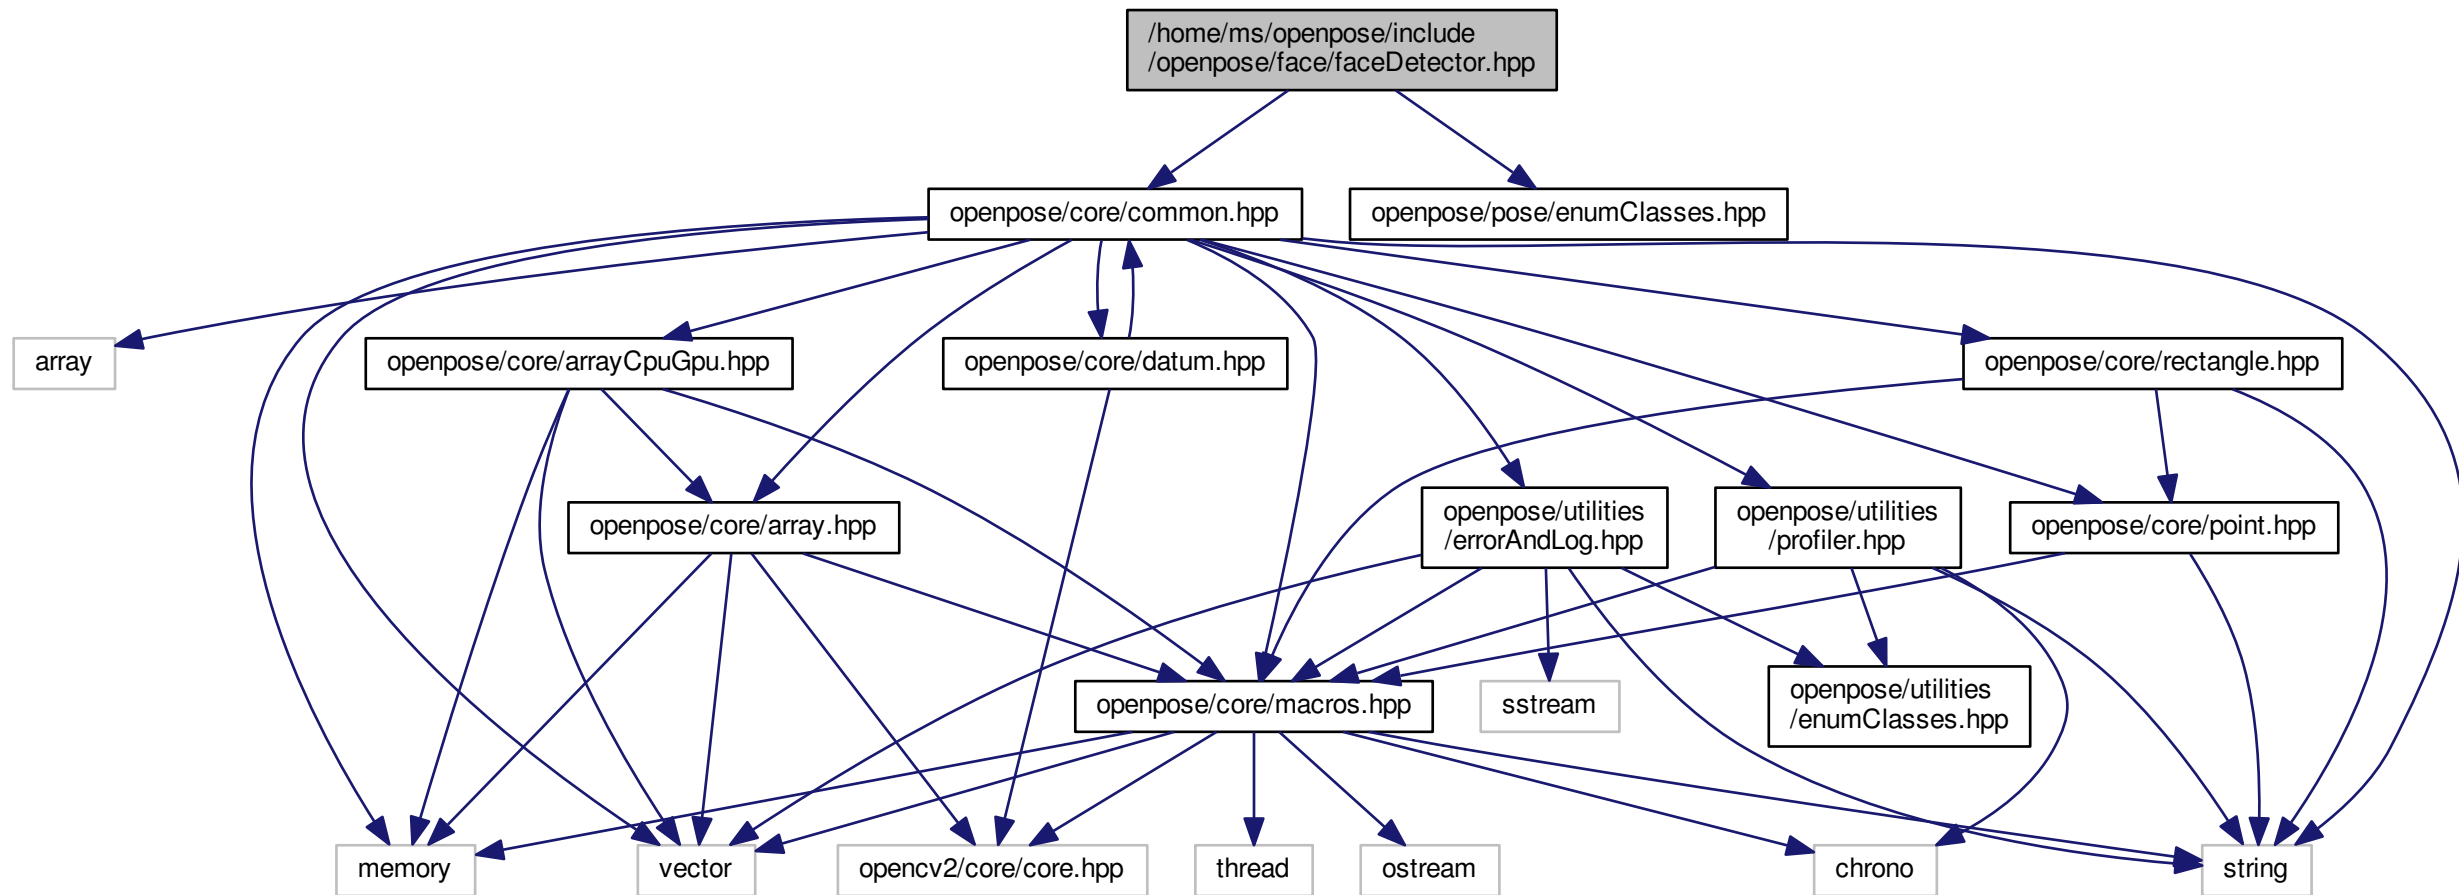 /home/ms/openpose/include
/openpose/face/faceDetector.hpp
openpose/core/common.hpp
openpose/pose/enumClasses.hpp
array
openpose/core/arrayCpuGpu.hpp
openpose/core/datum.hpp
openpose/core/rectangle.hpp
openpose/core/array.hpp
openpose/utilities
/errorAndLog.hpp
openpose/utilities
/profiler.hpp
openpose/core/point.hpp
openpose/core/macros.hpp
sstream
openpose/utilities
/enumClasses.hpp
memory
vector
opencv2/core/core.hpp
thread
ostream
chrono
string